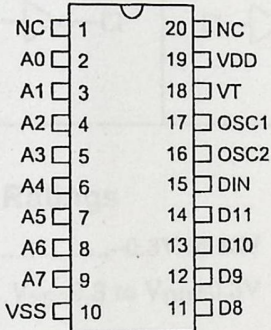 NC 1 20 NC
A0 2 19 VDD
A1 3 18 VT
A2 4 17 OSC1
A3 5 16 OSC2
A4 6 15 DIN
A5 7 14 D11
A6 8 13 D10
A7 9 12 D9
VSS 10 11 D8